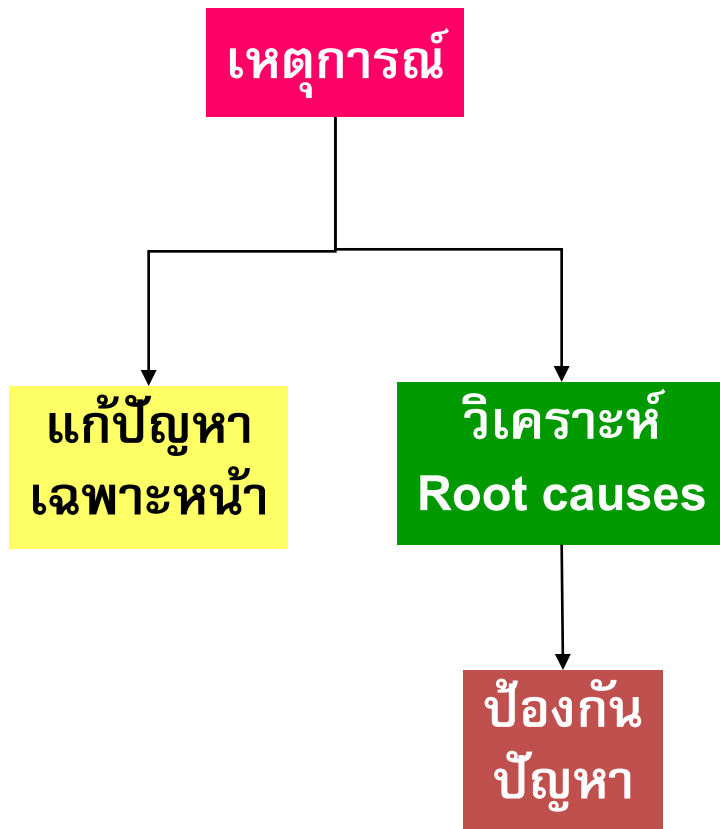 เหตุการณ์
แก้ปัญหา
เฉพาะหน้า
วิเคราะห์
Root causes
ป้องกัน
ปัญหา